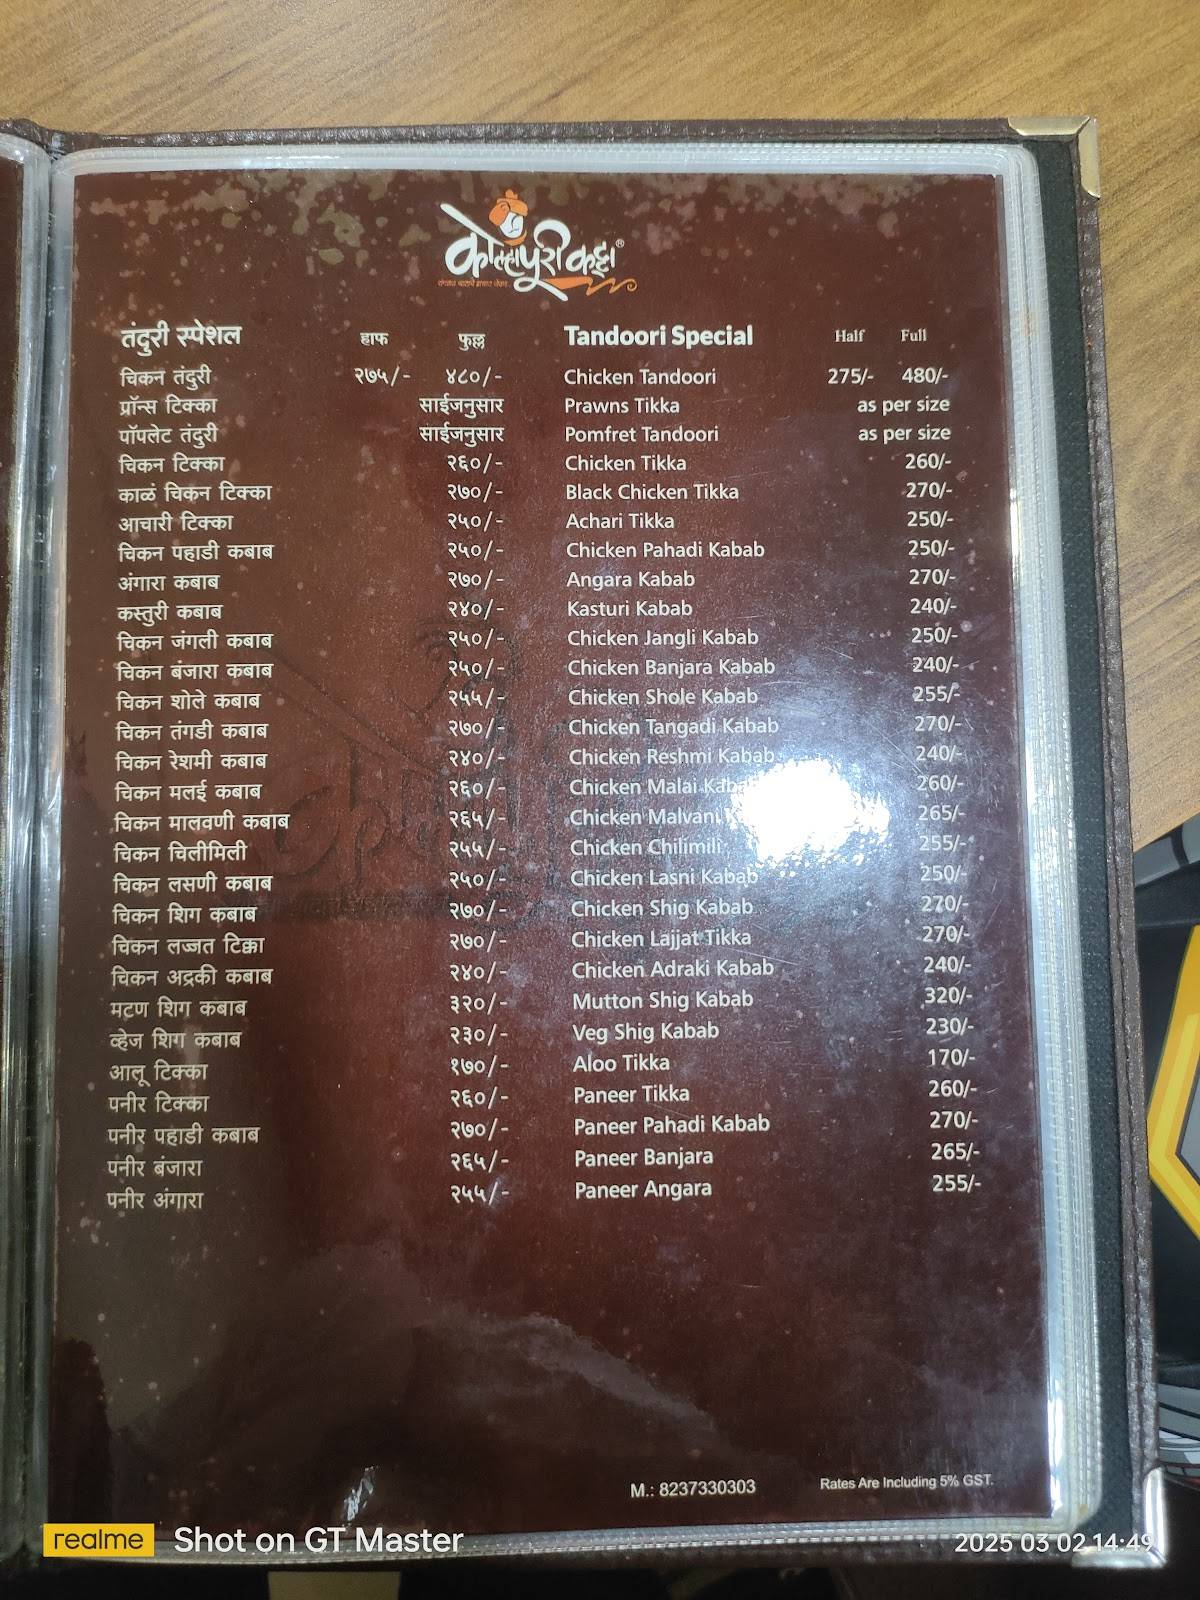 कोल्हापुरी कट्टा®
तंदुरी स्पेशल हाफ फुल्ल Tandoori Special Half Full
चिकन तंदुरी २७५/- ४८०/- Chicken Tandoori 275/- 480/-
प्रॉन्स टिक्का साईजनुसार Prawns Tikka as per size
पॉपलेट तंदुरी साईजनुसार Pomfret Tandoori as per size
चिकन टिक्का २६०/- Chicken Tikka 260/-
काळं चिकन टिक्का २७०/- Black Chicken Tikka 270/-
आचारी टिक्का २५०/- Achari Tikka 250/-
चिकन पहाडी कबाब २५०/- Chicken Pahadi Kabab 250/-
अंगारा कबाब २७०/- Angara Kabab 270/-
कस्तुरी कबाब २४०/- Kasturi Kabab 240/-
चिकन जंगली कबाब २५०/- Chicken Jangli Kabab 250/-
चिकन बंजारा कबाब २५०/- Chicken Banjara Kabab 240/-
चिकन शोले कबाब २५५/- Chicken Shole Kabab 255/-
चिकन तंगडी कबाब २७०/- Chicken Tangadi Kabab 270/-
चिकन रेशमी कबाब २४०/- Chicken Reshmi Kabab 240/-
चिकन मलई कबाब २६०/- Chicken Malai Kabab 260/-
चिकन मालवणी कबाब २६५/- Chicken Malvani 265/-
चिकन चिलीमिली २५५/- Chicken Chilimili 255/-
चिकन लसणी कबाब २५०/- Chicken Lasni Kabab 250/-
चिकन शिग कबाब २७०/- Chicken Shig Kabab 270/-
चिकन लज्जत टिक्का २७०/- Chicken Lajjat Tikka 270/-
चिकन अद्रकी कबाब २४०/- Chicken Adraki Kabab 240/-
मटण शिग कबाब ३२०/- Mutton Shig Kabab 320/-
व्हेज शिग कबाब २३०/- Veg Shig Kabab 230/-
आलू टिक्का १७०/- Aloo Tikka 170/-
पनीर टिक्का २६०/- Paneer Tikka 260/-
पनीर पहाडी कबाब २७०/- Paneer Pahadi Kabab 270/-
पनीर बंजारा २६५/- Paneer Banjara 265/-
पनीर अंगारा २५५/- Paneer Angara 255/-
M.: 8237330303 Rates Are Including 5% GST.
realme Shot on GT Master 2025 03 02 14:49